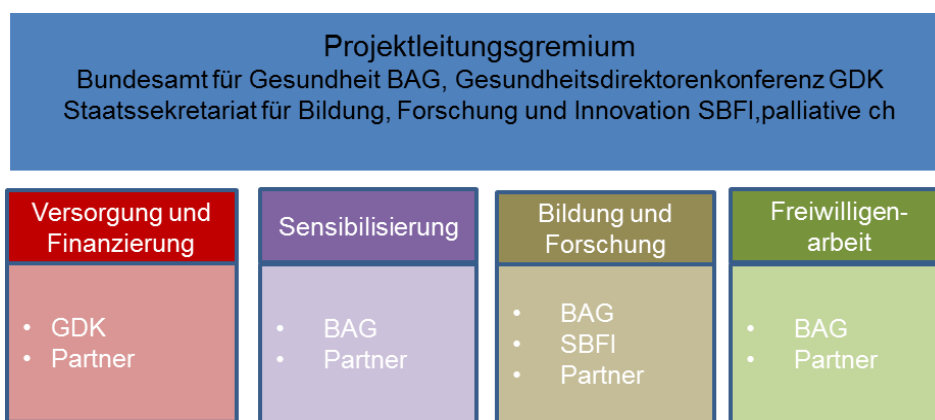 Projektleitungsgremium
Bundesamt für Gesundheit BAG, Gesundheitsdirektorenkonferenz GDK
Staatssekretariat für Bildung, Forschung und Innovation SBFI,palliative ch
Versorgung und
Finanzierung
• GDK
• Partner
Sensibilisierung
• BAG
• Partner
Bildung und
Forschung
• BAG
• SBFI
• Partner
Freiwilligen-
arbeit
• BAG
• Partner